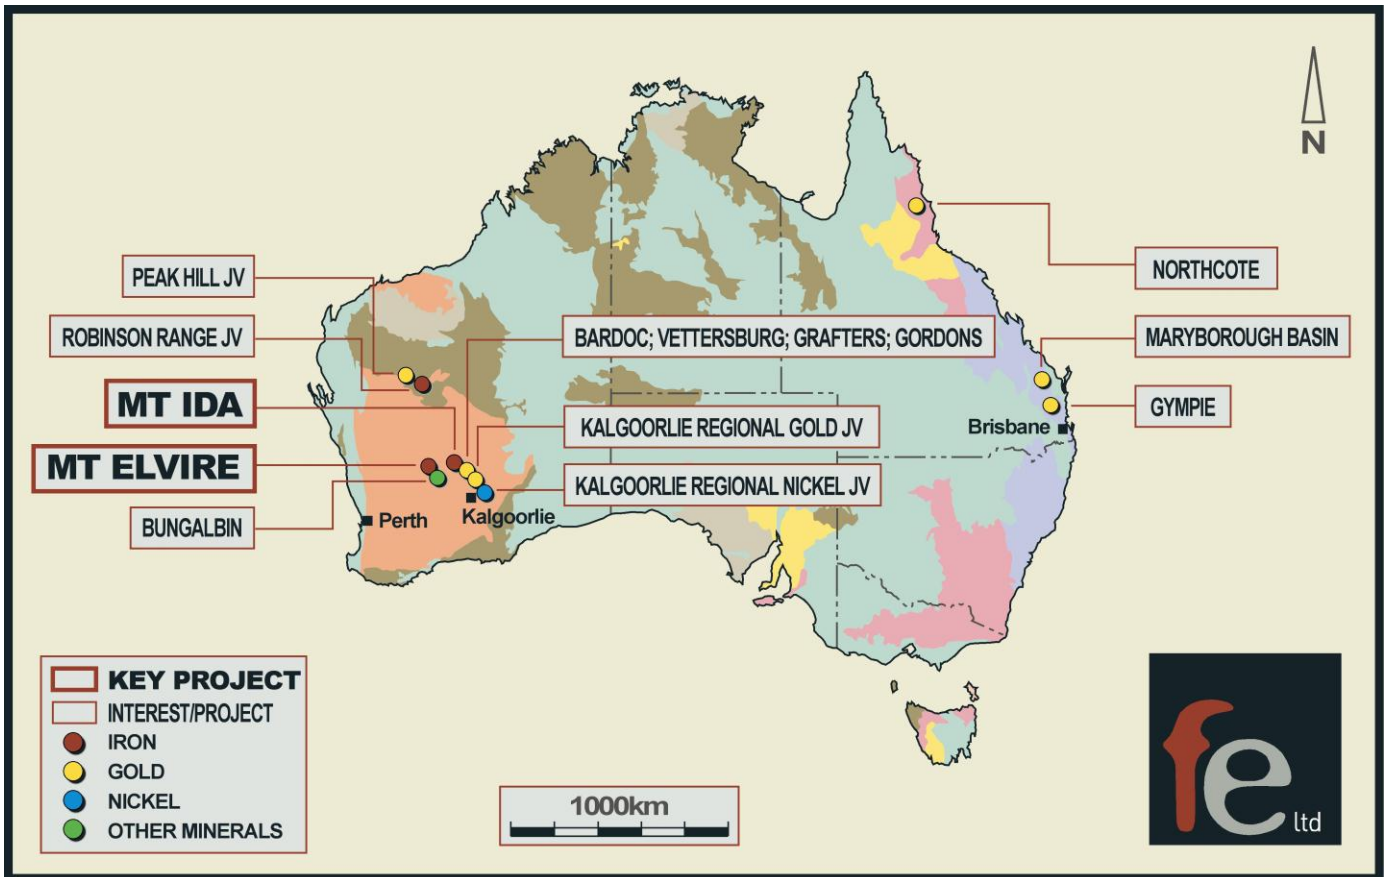 N
PEAK HILL JV
ROBINSON RANGE JV
MT IDA
MT ELVIRE
BUNGALBIN
BARDOC; VETTERSBURG; GRAFTERS; GORDONS
KALGOORLIE REGIONAL GOLD JV
KALGOORLIE REGIONAL NICKEL JV
NORTHCOTE
MARYBOROUGH BASIN
GYMPIE
Brisbane
Perth
Kalgoorlie
KEY PROJECT
INTEREST/PROJECT
IRON
GOLD
NICKEL
OTHER MINERALS
1000km
fe ltd